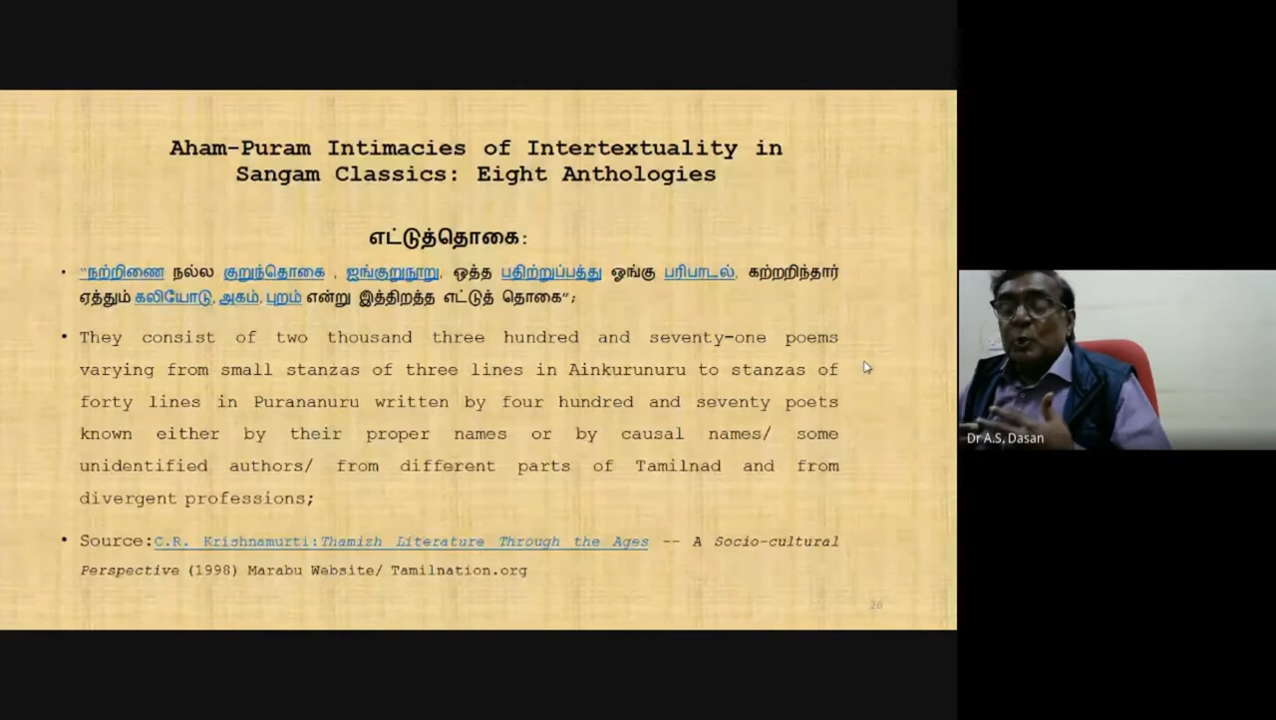 Aham-Puram Intimacies of Intertextuality in
Sangam Classics: Eight Anthologies
எட்டுத்தொகை:
• "நற்றிணை நல்ல குறுந்தொகை , ஐங்குறுநூறு, ஒத்த பதிற்றுப்பத்து ஓங்கு பரிபாடல், கற்றறிந்தார்
ஏத்தும் கலியோடு, அகம், புறம் என்று இத்திறத்த எட்டுத் தொகை";
• They consist of two thousand three hundred and seventy-one poems
varying from small stanzas of three lines in Ainkurunuru to stanzas of
forty lines in Purananuru written by four hundred and seventy poets
known either by their proper names or by causal names/ some
unidentified authors/ from different parts of Tamilnad and from
divergent professions;
• Source:C.R. Krishnamurti:Thamizh Literature Through the Ages -- A Socio-cultural
Perspective (1998) Marabu Website/ Tamilnation.org
26
Dr A.S, Dasan